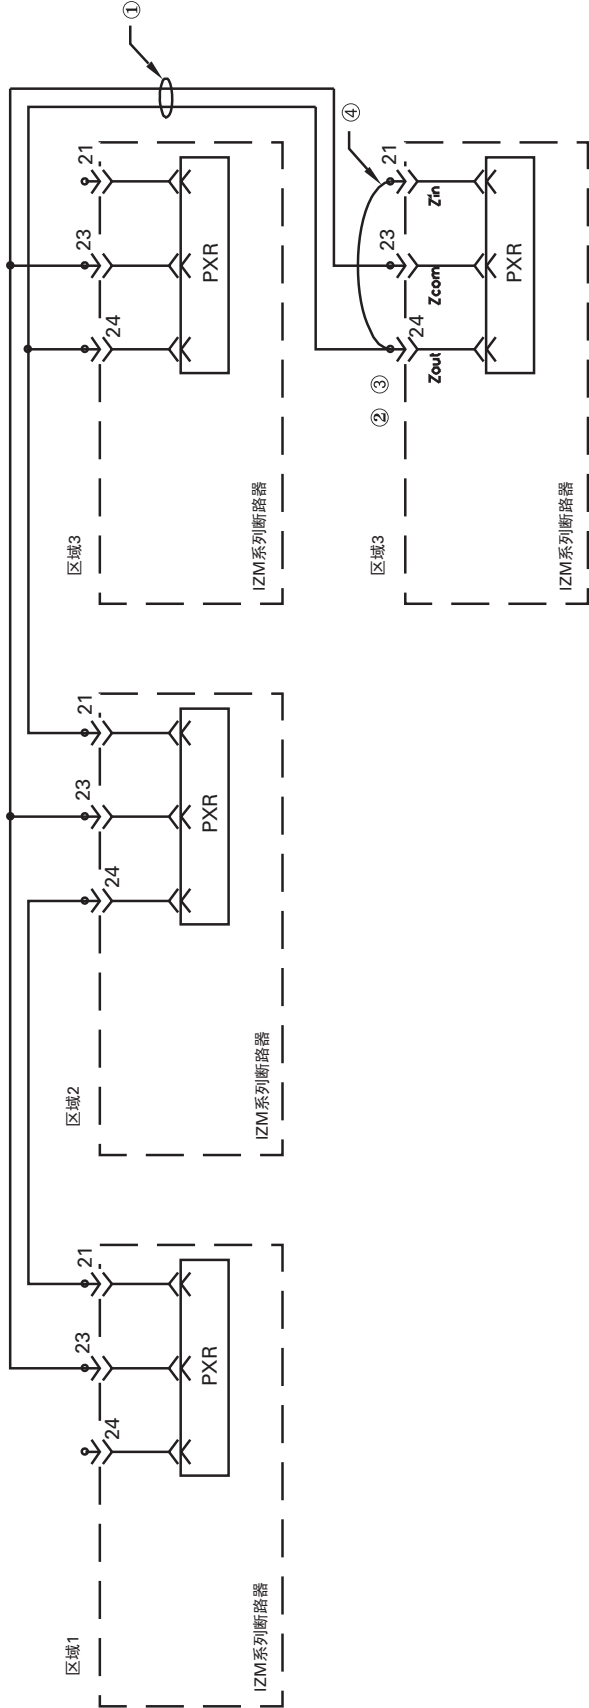 ①
21
23
24
PXR
区域3
IZM系列断路器
④
21
23
24
Zin
Zcom
Zout
PXR
② ③
区域3
IZM系列断路器
21
23
24
PXR
区域2
IZM系列断路器
21
23
24
PXR
区域1
IZM系列断路器